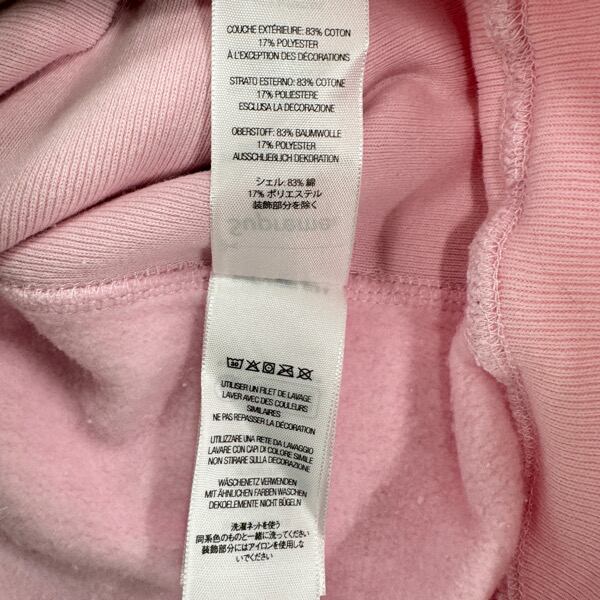 COUCHE EXTÉRIEURE: 83% COTON
17% POLYESTER
À L'EXCEPTION DES DÉCORATIONS
STRATO ESTERNO: 83% COTONE
17% POLIESTERE
ESCLUSA LA DECORAZIONE
OBERSTOFF: 83% BAUMWOLLE
17% POLYESTER
AUSSCHLIEßLICH DEKORATION
シェル: 83% 綿
17% ポリエステル
装飾部分を除く
Supreme
30
UTILISER UN FILET DE LAVAGE
LAVER AVEC DES COULEURS
SIMILAIRES
NE PAS REPASSER LA DÉCORATION
UTILIZZARE UNA RETE DA LAVAGGIO
LAVARE CON CAPI DI COLORE SIMILE
NON STIRARE SULLA DECORAZIONE
WÄSCHENETZ VERWENDEN
MIT ÄHNLICHEN FARBEN WASCHEN
DEKOELEMENTE NICHT BÜGELN
洗濯ネットを使う
同系色のものと一緒に洗ってください
装飾部分にはアイロンを使用しな
いでください